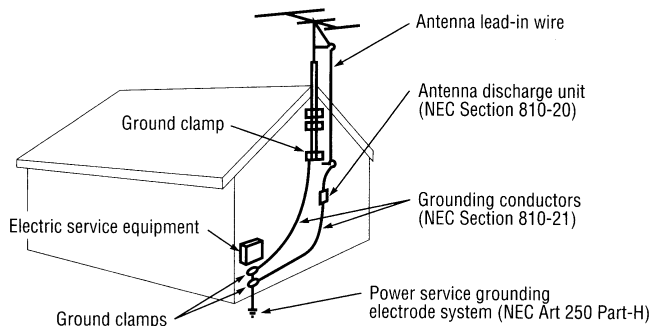 Antenna lead-in wire
Antenna discharge unit
(NEC Section 810-20)
Ground clamp
Grounding conductors
(NEC Section 810-21)
Electric service equipment
Ground clamps
Power service grounding
electrode system (NEC Art 250 Part-H)